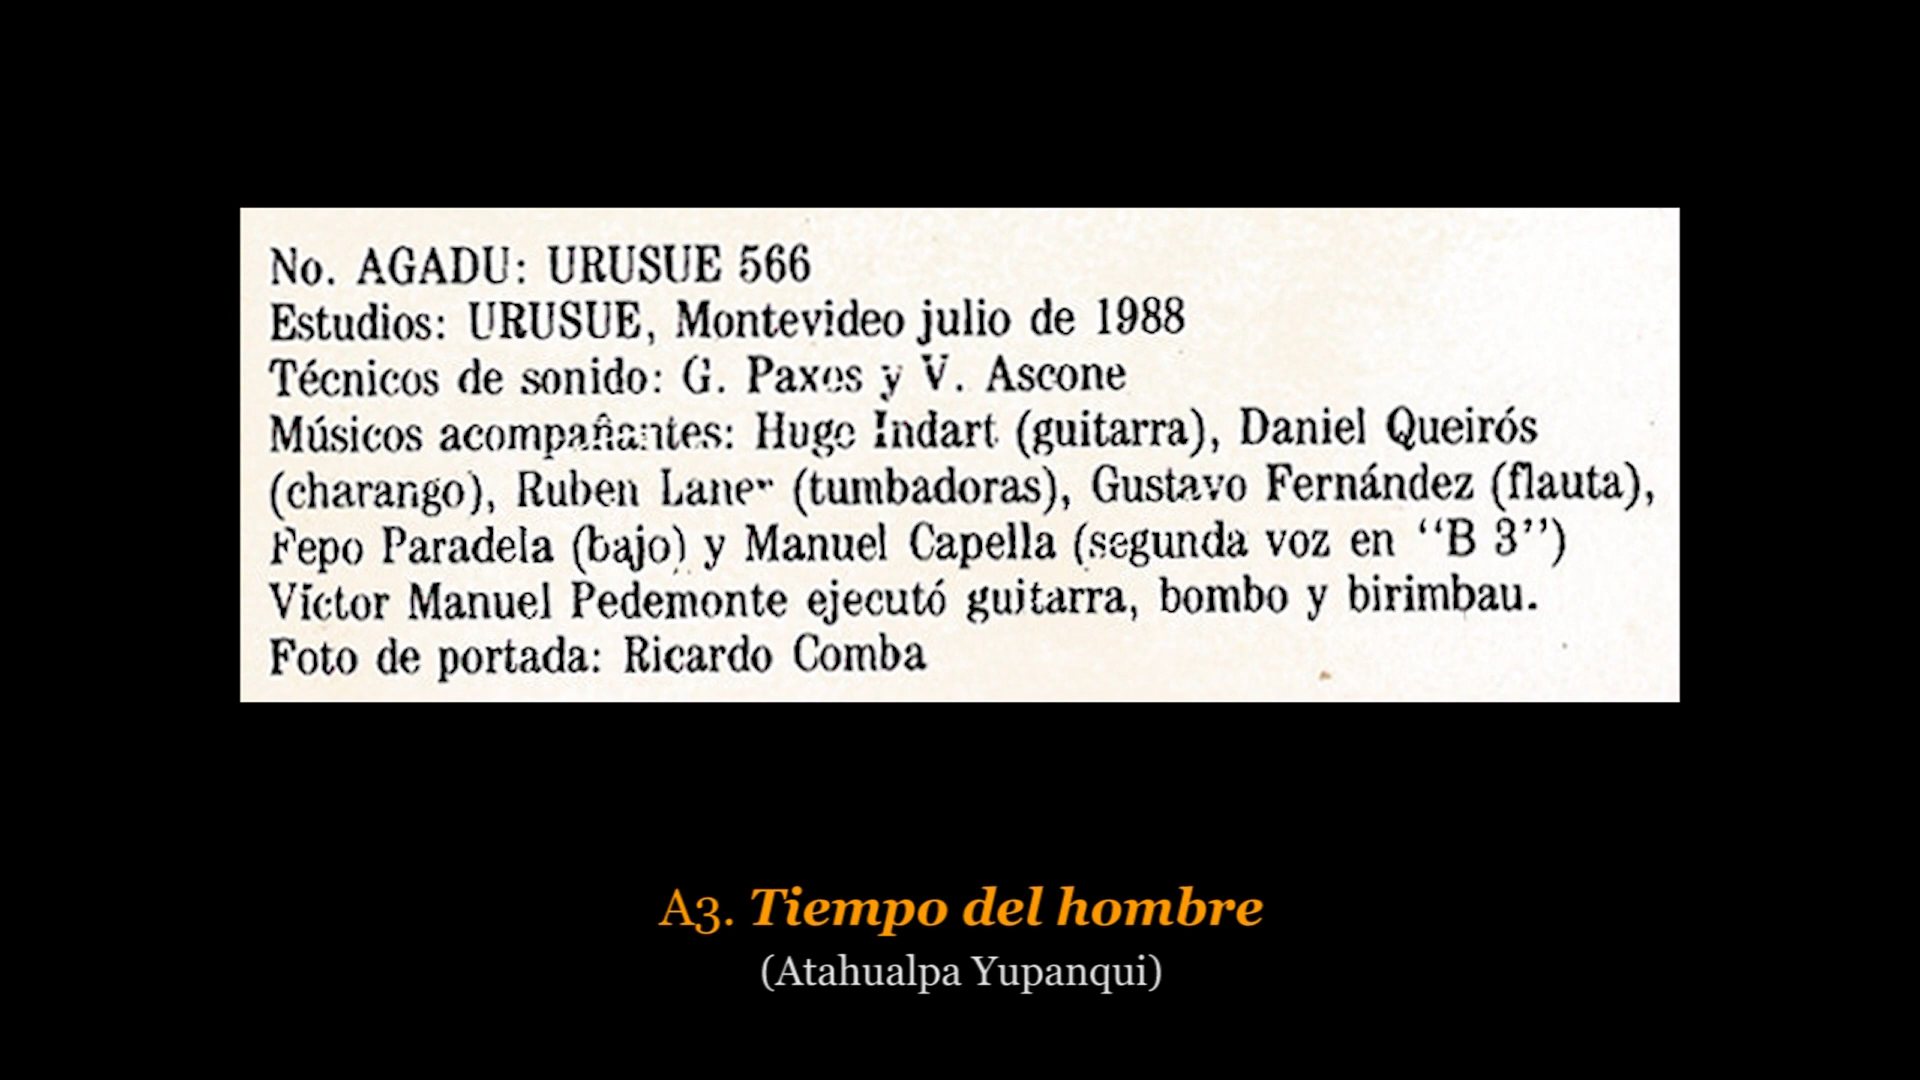 No. AGADU: URUSUE 566
Estudios: URUSUE, Montevideo julio de 1988
Técnicos de sonido: G. Paxos y V. Ascone
Músicos acompañantes: Hugo Indart (guitarra), Daniel Queirós
(charango), Ruben Laner (tumbadoras), Gustavo Fernández (flauta),
Fepo Paradela (bajo) y Manuel Capella (segunda voz en “B 3”)
Víctor Manuel Pedemonte ejecutó guitarra, bombo y birimbau.
Foto de portada: Ricardo Comba
A3. Tiempo del hombre
(Atahualpa Yupanqui)